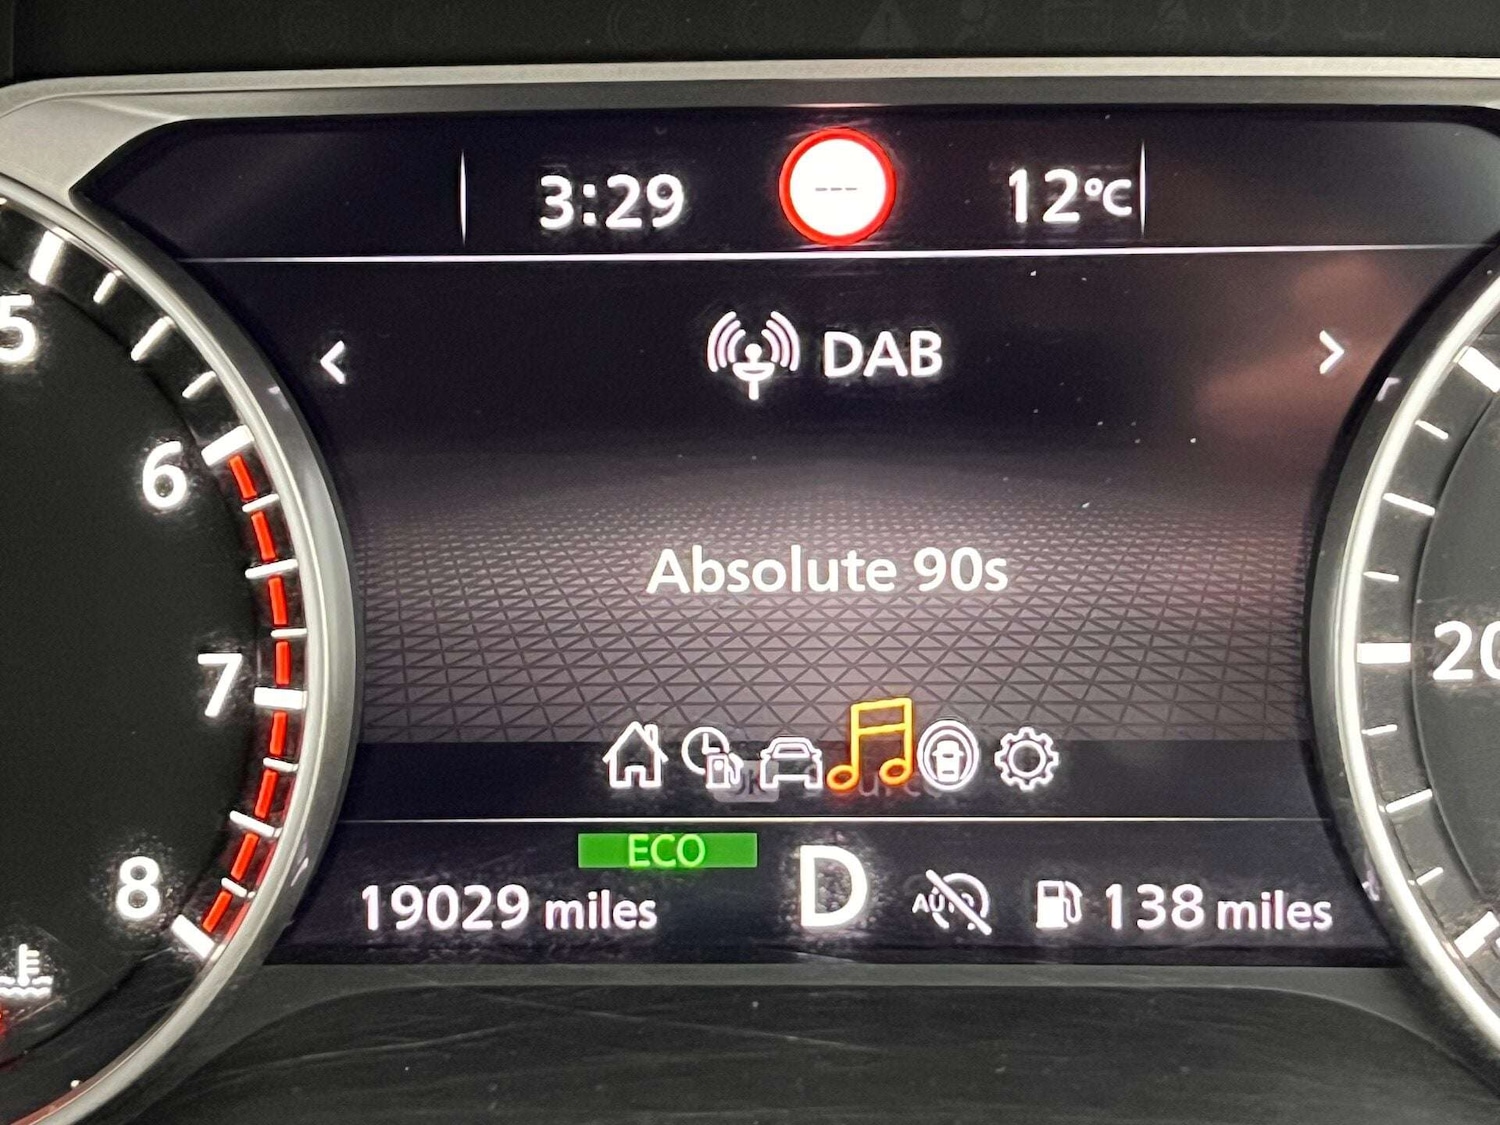 3:29 --- 12°C
DAB
Absolute 90s
ECO
19029 miles D AUTO 138 miles
5
6
7
8
20